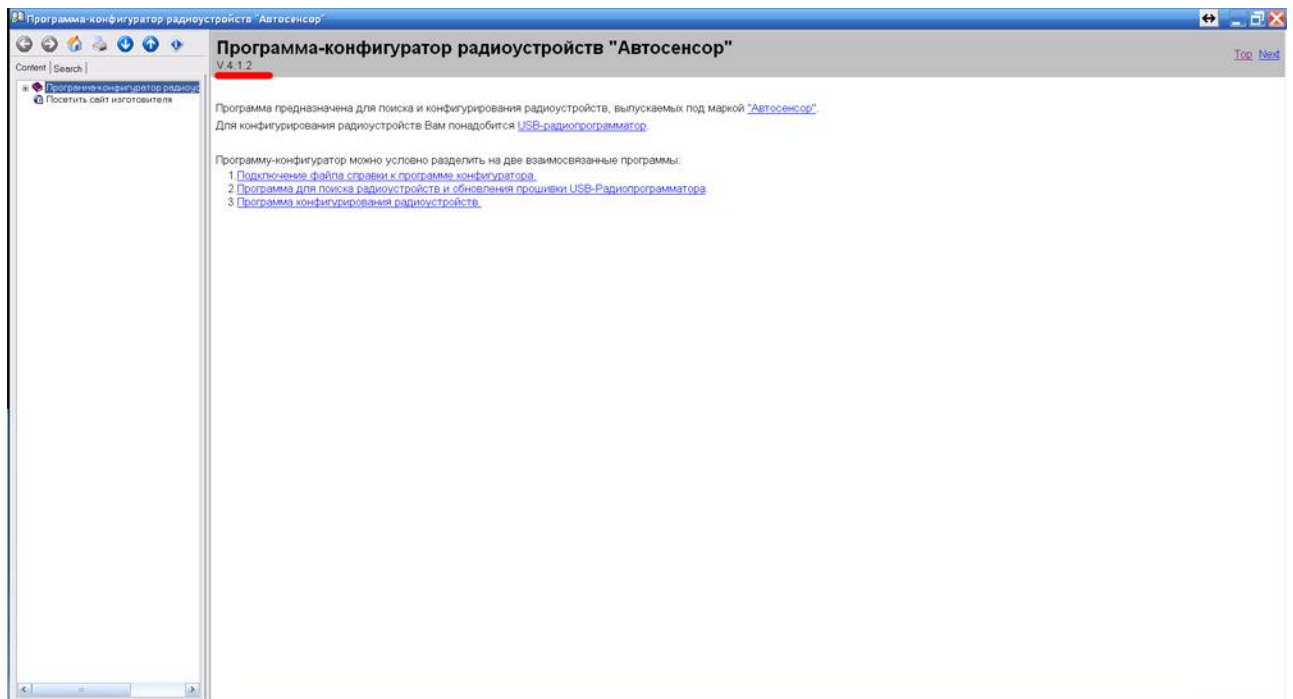 Программа-конфигуратор радиоустройств "Автосенсор"
Content Search
Программа-конфигуратор радиоус
Посетить сайт изготовителя
Программа-конфигуратор радиоустройств "Автосенсор"
V.4.1.2
Top Next
Программа предназначена для поиска и конфигурирования радиоустройств, выпускаемых под маркой "Автосенсор".
Для конфигурирования радиоустройств Вам понадобится USB-радиопрограмматор.
Программу-конфигуратор можно условно разделить на две взаимосвязанные программы:
1.Подключение файла справки к программе конфигуратора.
2.Программа для поиска радиоустройств и обновления прошивки USB-Радиопрограмматора
3.Программа конфигурирования радиоустройств.